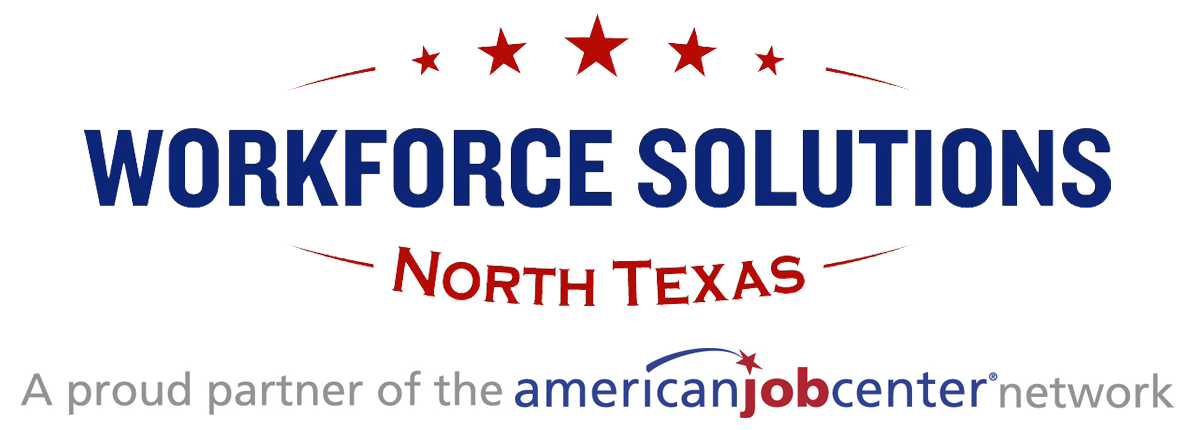 WORKFORCE SOLUTIONS
NORTH TEXAS
A proud partner of the americanjobcenter® network